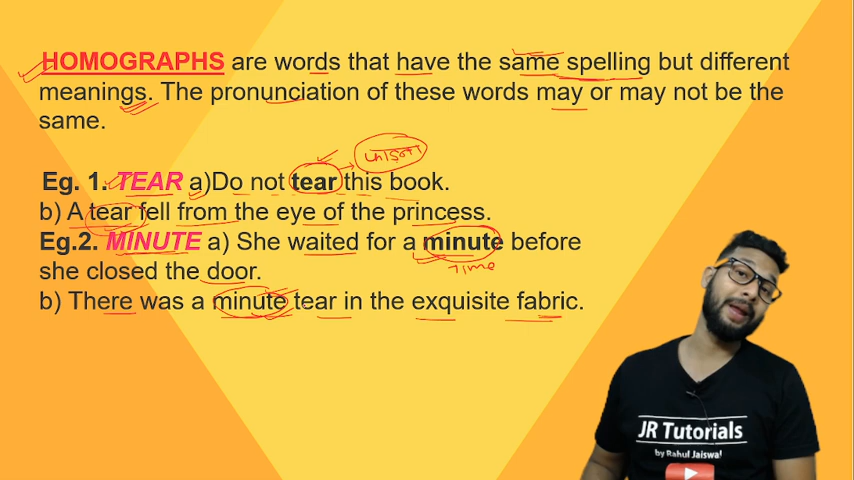 HOMOGRAPHS are words that have the same spelling but different
meanings. The pronunciation of these words may or may not be the
same.
फाड़ना
Eg. 1. TEAR a)Do not tear this book.
b) A tear fell from the eye of the princess.
Eg.2. MINUTE a) She waited for a minute before
Time
she closed the door.
b) There was a minute tear in the exquisite fabric.
JR Tutorials
by Rahul Jaiswal